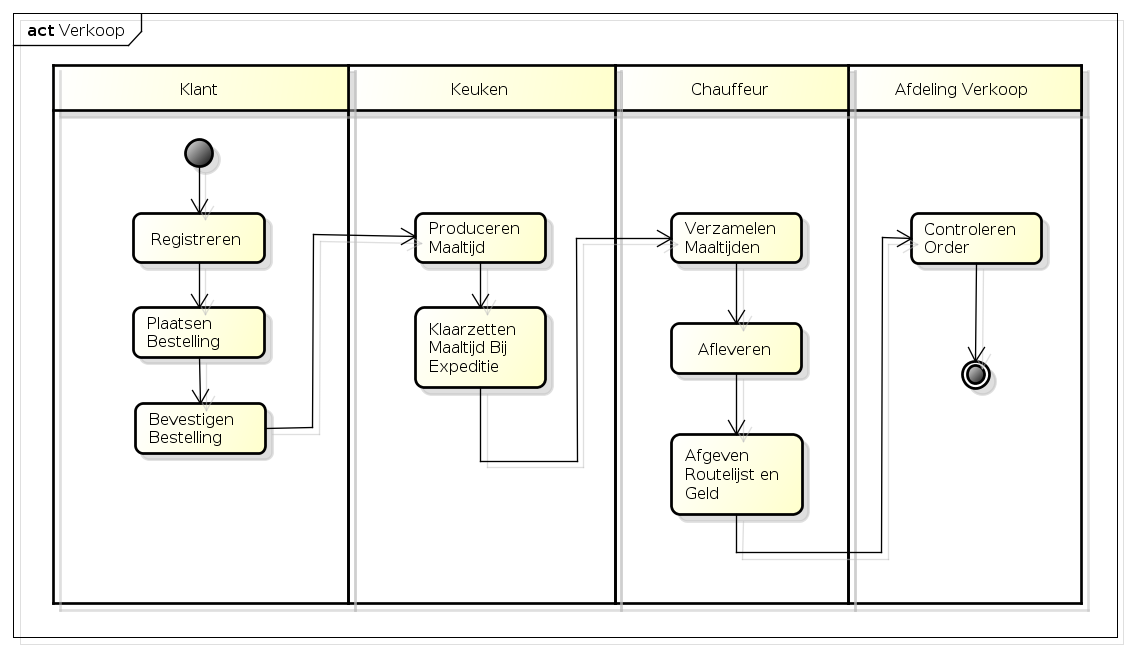 act Verkoop
Klant
Keuken
Chauffeur
Afdeling Verkoop
Registreren
Plaatsen
Bestelling
Bevestigen
Bestelling
Produceren
Maaltijd
Klaarzetten
Maaltijd Bij
Expeditie
Verzamelen
Maaltijden
Afleveren
Afgeven
Routelijst en
Geld
Controleren
Order